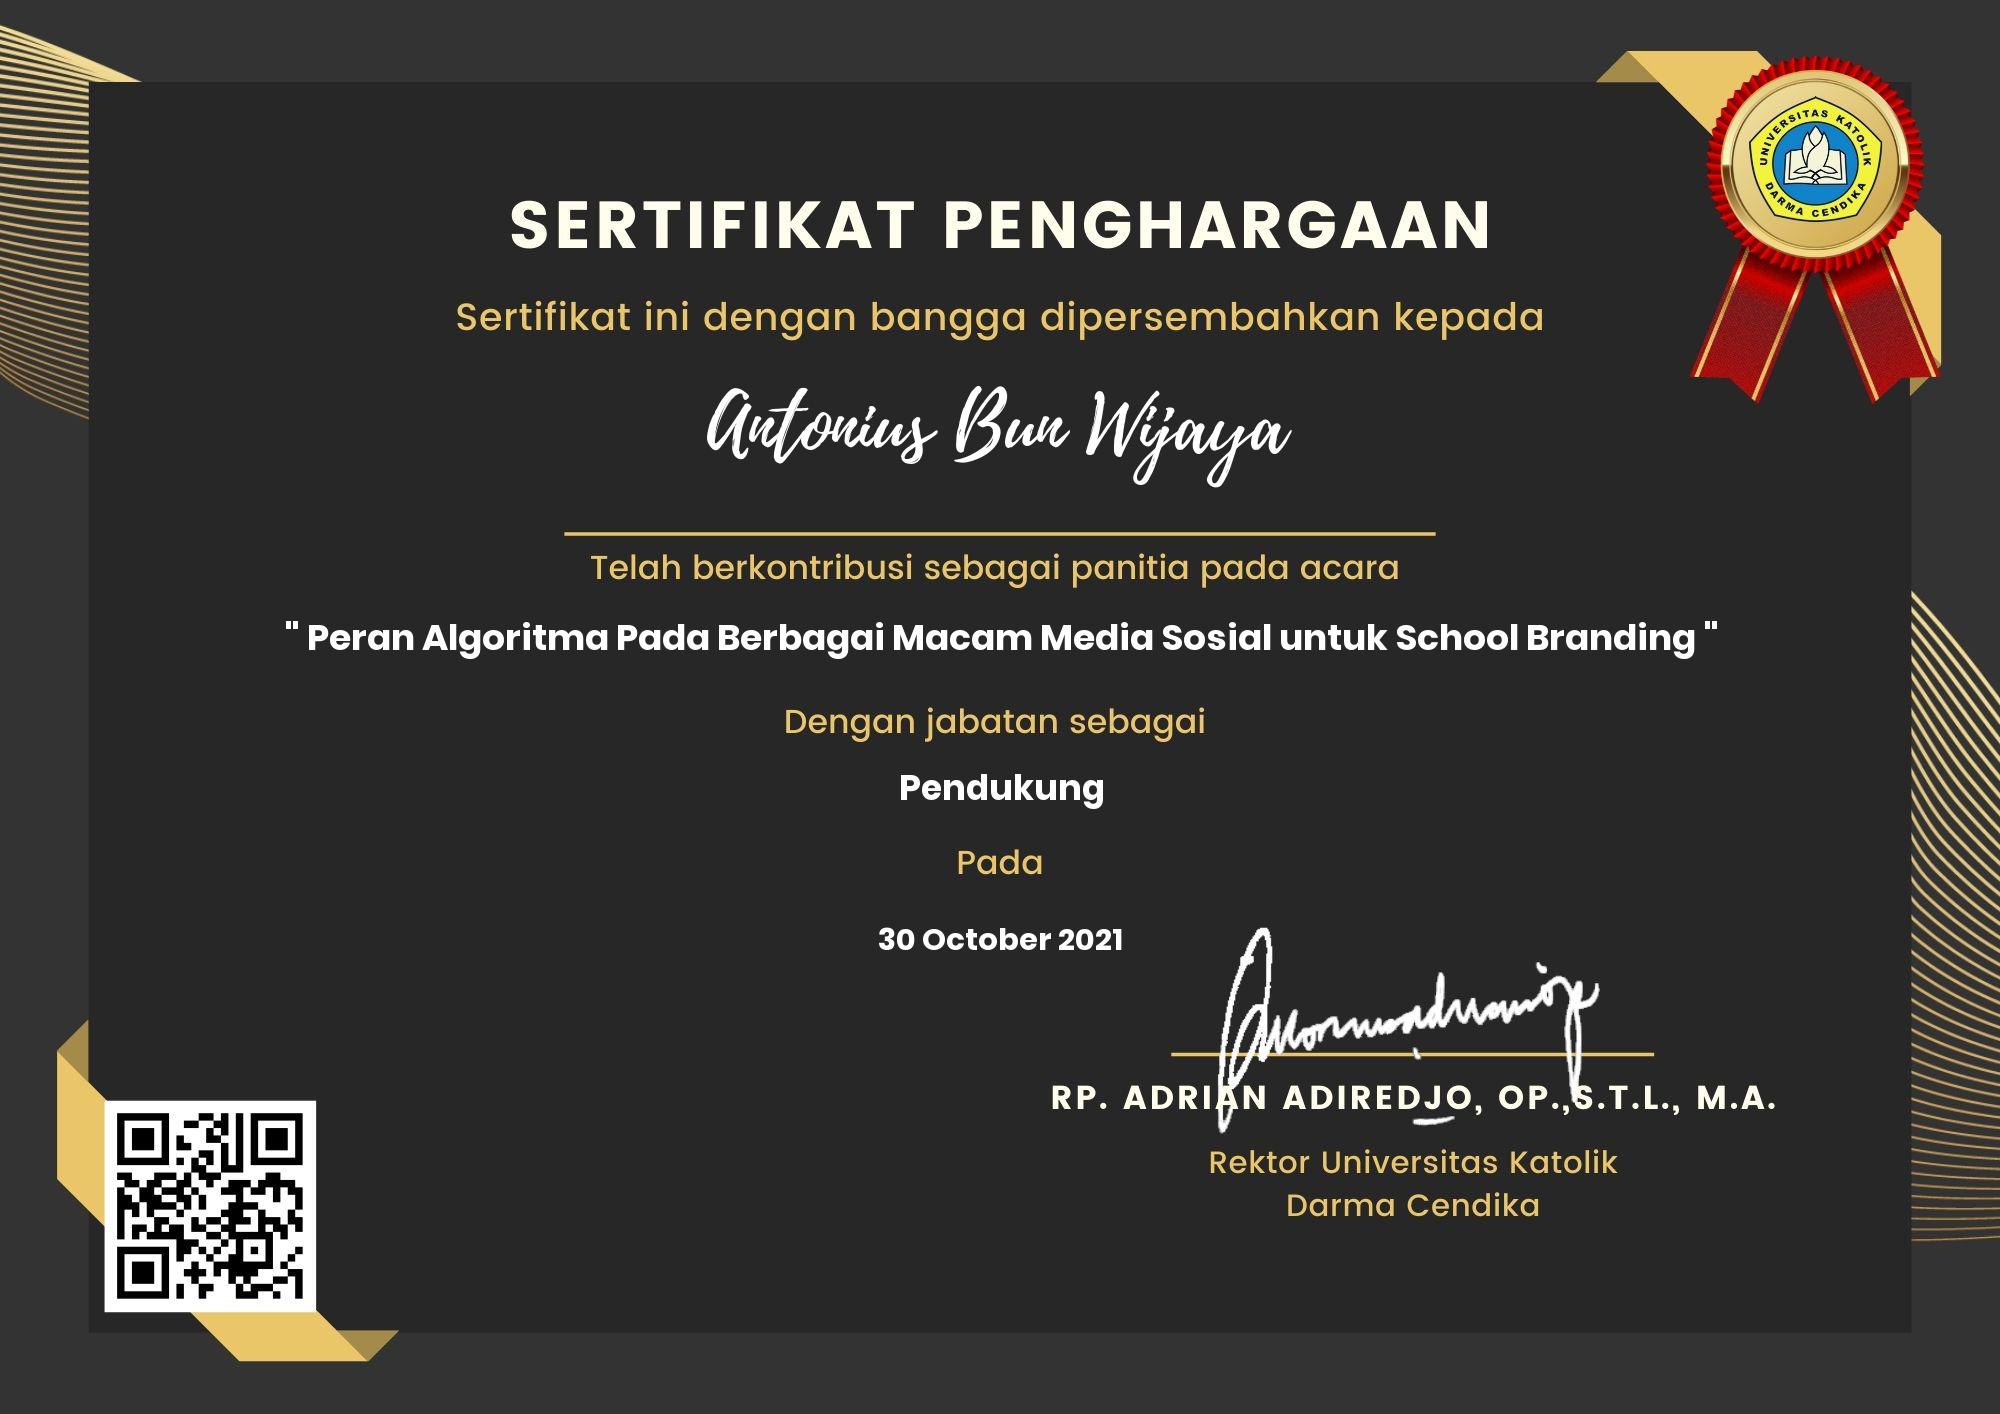 UNIVERSITAS KATOLIK
DARMA CENDIKA
SERTIFIKAT PENGHARGAAN
Sertifikat ini dengan bangga dipersembahkan kepada
Antonius Bun Wijaya
Telah berkontribusi sebagai panitia pada acara
" Peran Algoritma Pada Berbagai Macam Media Sosial untuk School Branding "
Dengan jabatan sebagai
Pendukung
Pada
30 October 2021
RP. ADRIAN ADIREDJO, OP.,S.T.L., M.A.
Rektor Universitas Katolik
Darma Cendika